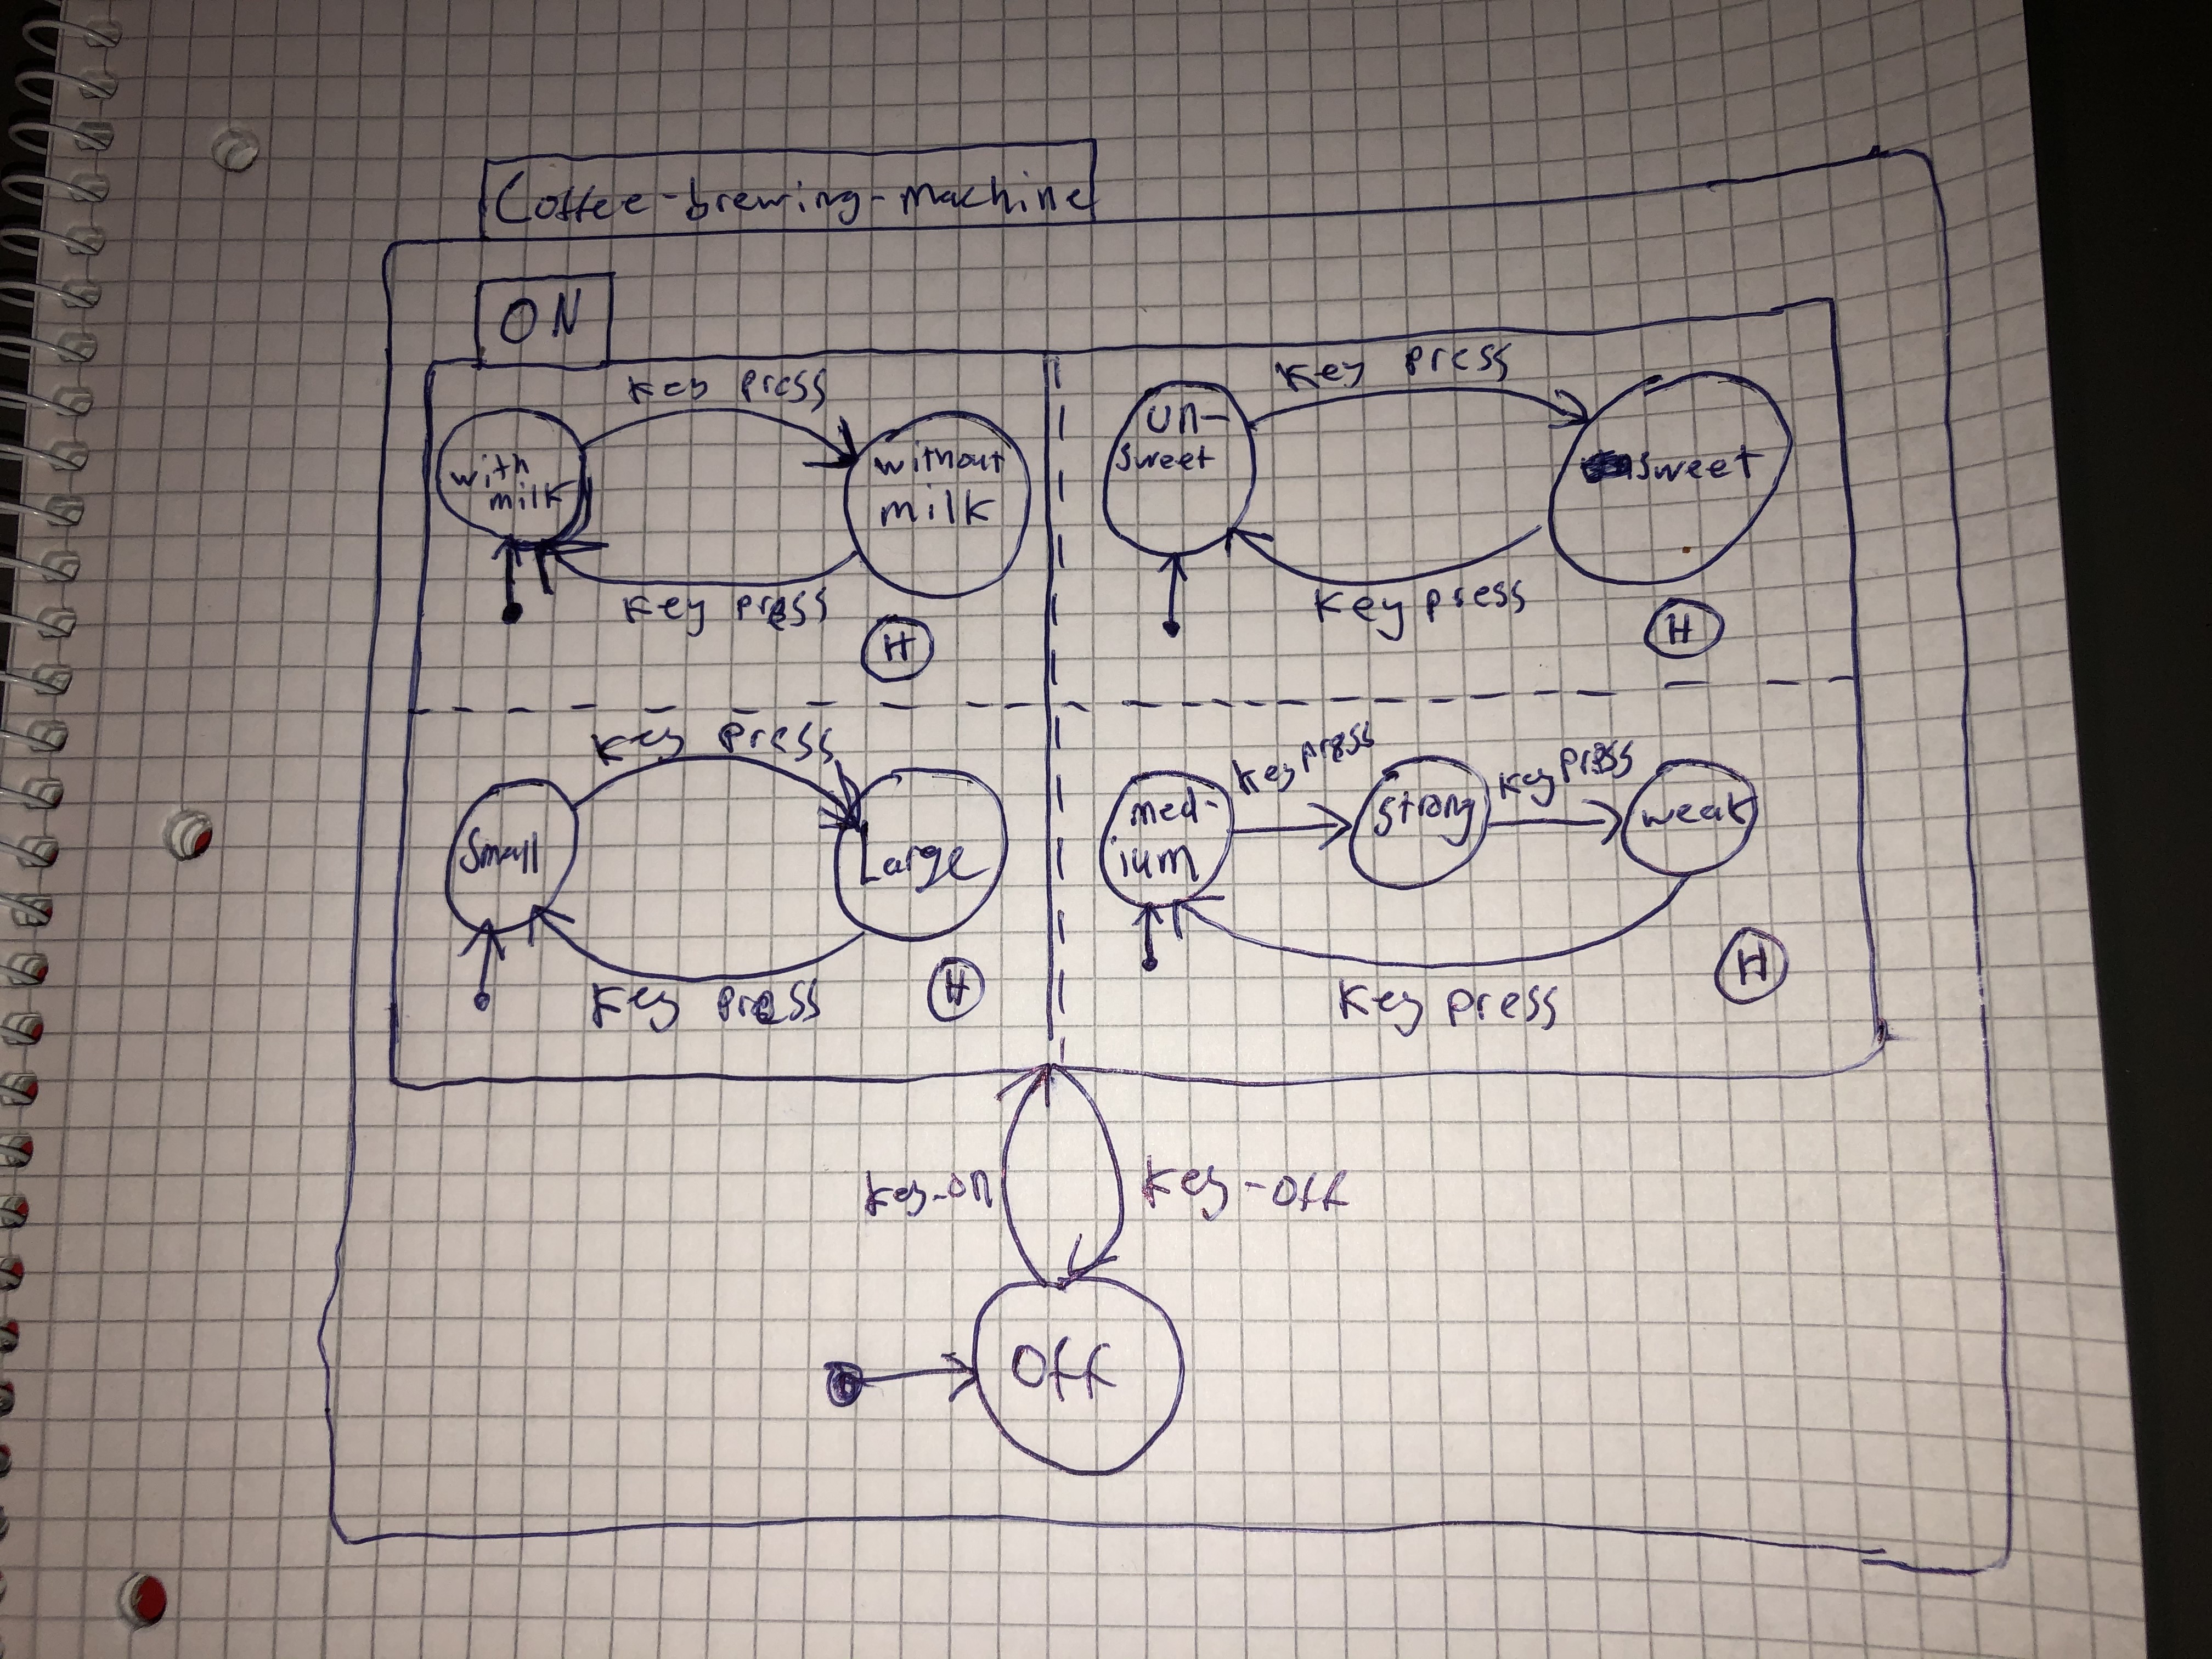 Coffee-brewing-machine
ON
key press
with
milk
without
milk
key press
H
key press
un-
sweet
sweet
key press
H
key press
Small
Large
key press
H
key press
key press
med-
ium
strong
weak
key press
H
key-on
key-off
Off